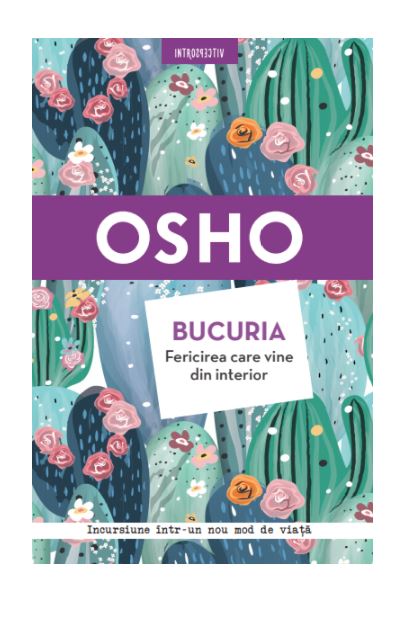 INTROSPECTIV
OSHO
BUCURIA
Fericirea care vine
din interior
Incursiune într-un nou mod de viață